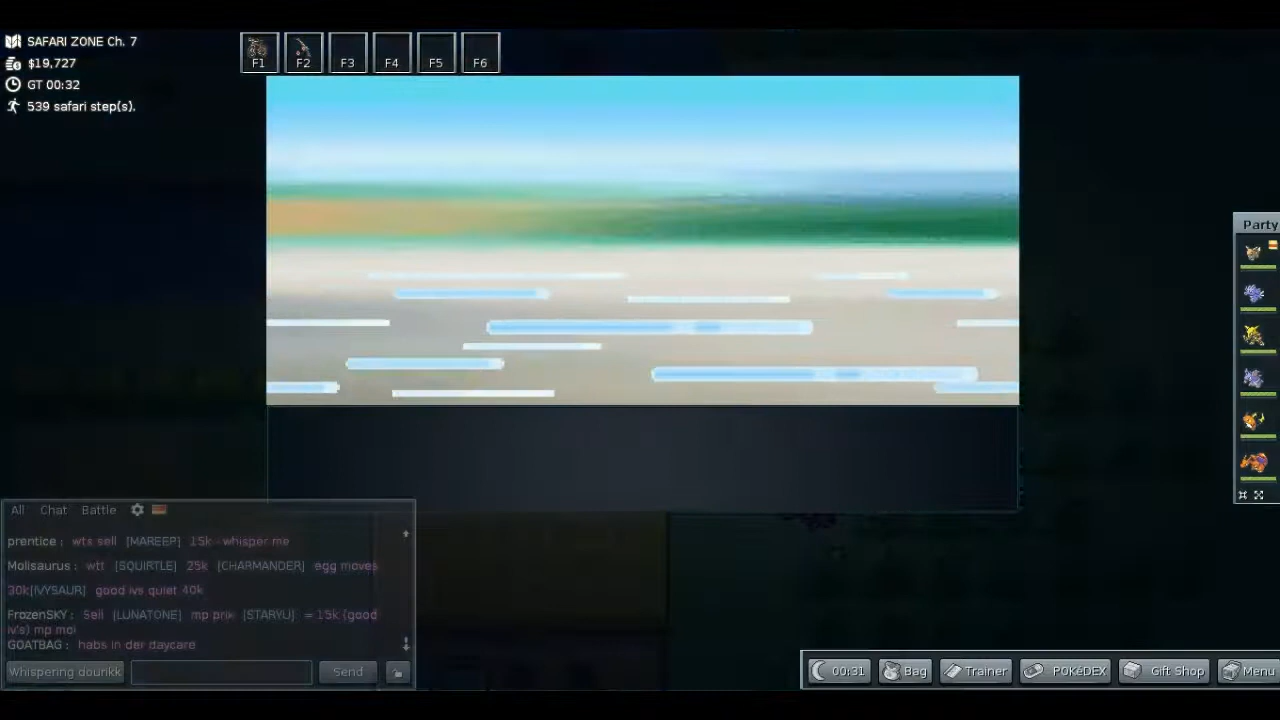 SAFARI ZONE Ch. 7
$19,727
GT 00:32
539 safari step(s).
F1 F2 F3 F4 F5 F6
Party
All Chat Battle
prentice : wts sell [MAREEP] 15k - whisper me
Molisaurus : wtt [SQUIRTLE] 25k [CHARMANDER] egg moves
30k[IVYSAUR] good ivs quiet 40k
FrozenSKY : Sell [LUNATONE] mp prix [STARYU] = 15k (good
iv's) mp moi
GOATBAG : habs in der daycare
Whispering dourikk Send
00:31 Bag Trainer POKéDEX Gift Shop Menu